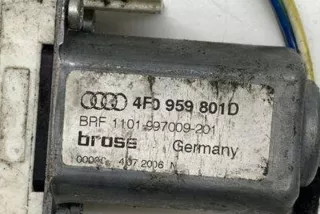 4F0 959 801D
BRF 1101 997009-201
brose Germany
4.07 2006 N